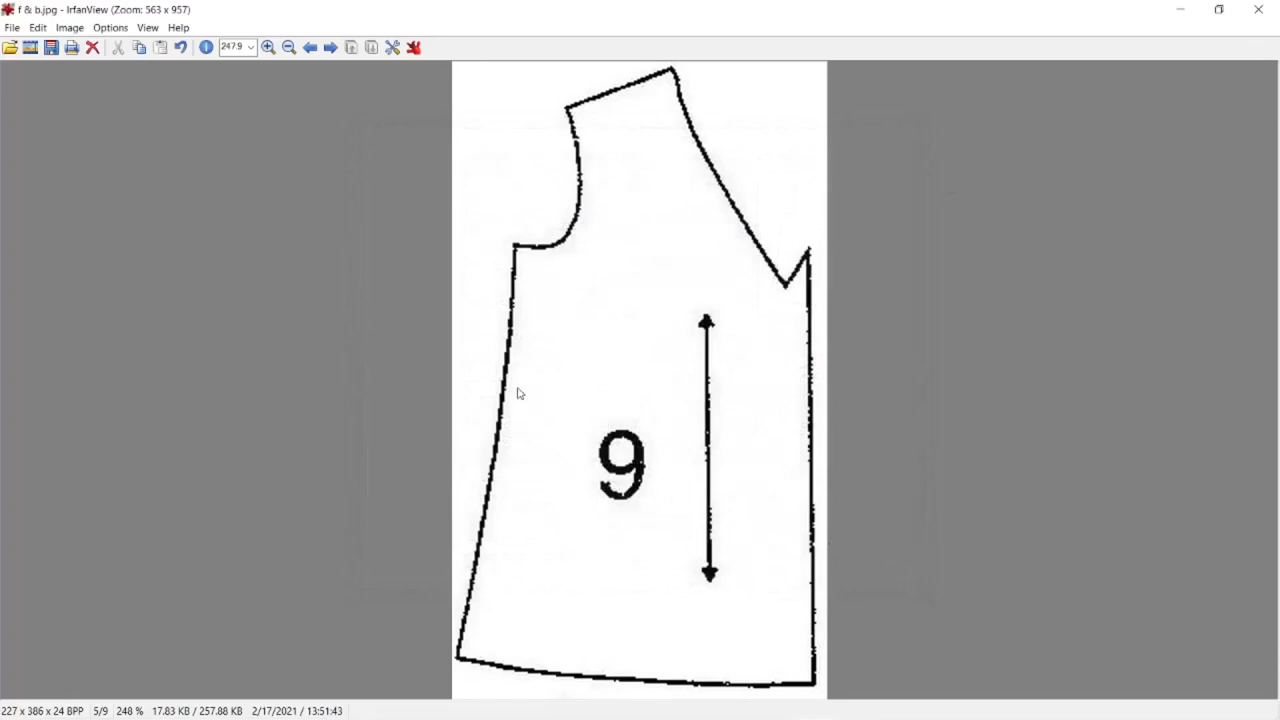 f & b.jpg - IrfanView (Zoom: 563 x 957)
File Edit Image Options View Help
247.9
9
227 x 386 x 24 BPP 5/9 248 % 17.83 KB / 257.88 KB 2/17/2021 / 13:51:43